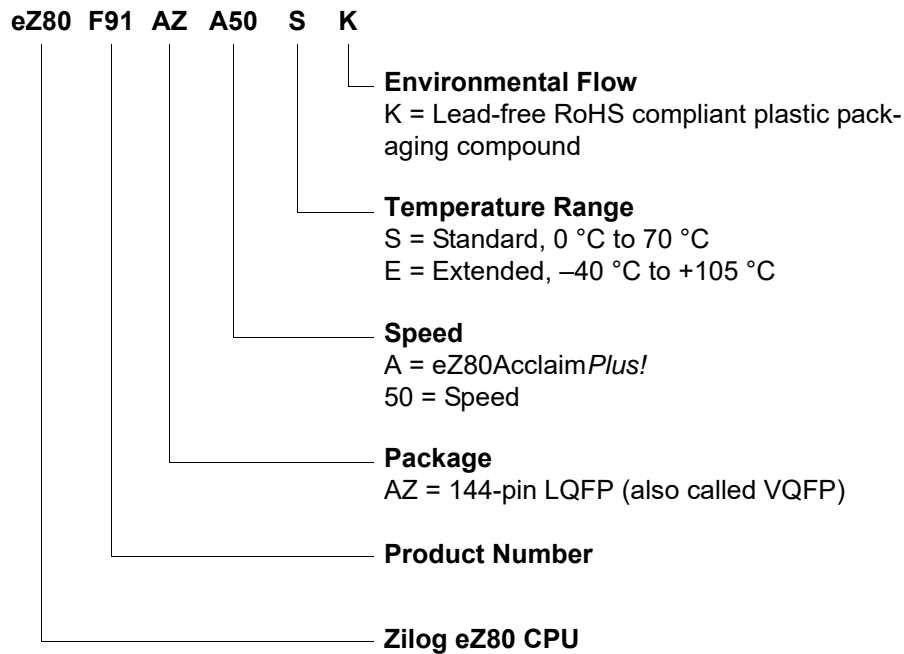 eZ80 F91 AZ A50 S K
Environmental Flow
K = Lead-free RoHS compliant plastic pack-
aging compound
Temperature Range
S = Standard, 0 °C to 70 °C
E = Extended, –40 °C to +105 °C
Speed
A = eZ80AcclaimPlus!
50 = Speed
Package
AZ = 144-pin LQFP (also called VQFP)
Product Number
Zilog eZ80 CPU